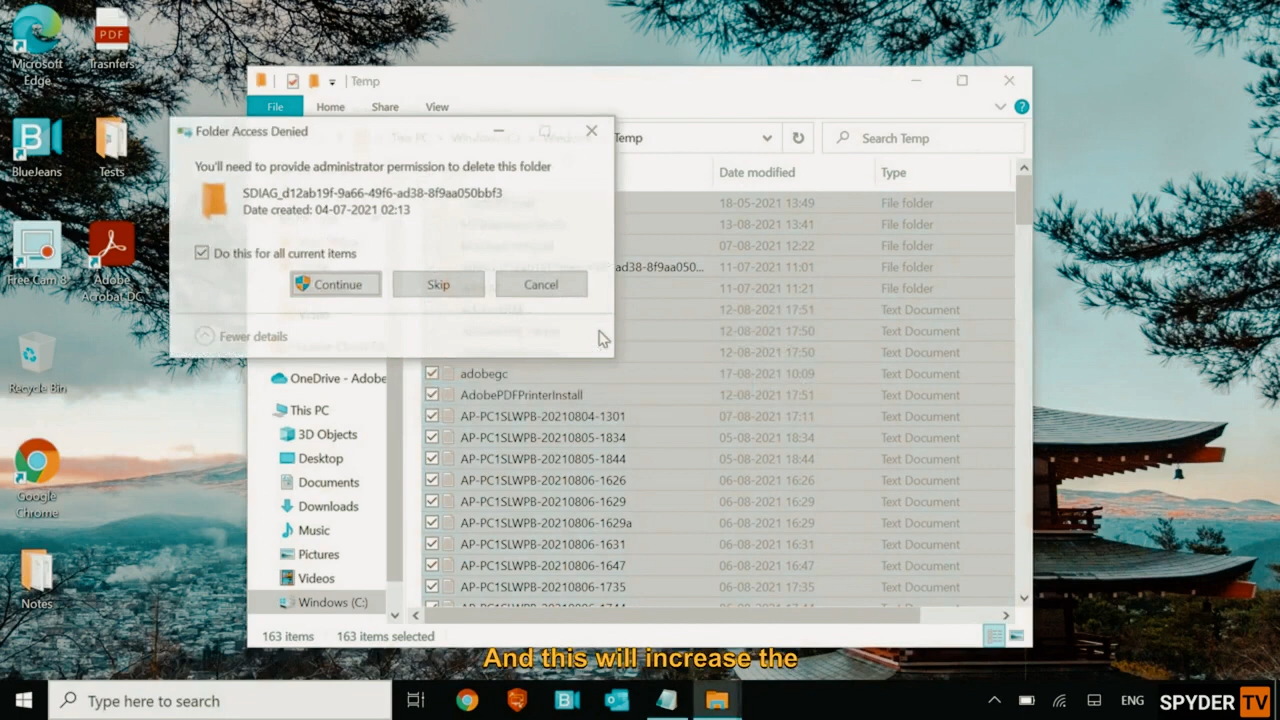 Microsoft
Edge
PDF
Trasnfers
BlueJeans
Tests
Free Cam 8
Adobe
Acrobat DC
Recycle Bin
Google
Chrome
Notes
Temp
File
Home
Share
View
Temp
Search Temp
Date modified
Type
Folder Access Denied
You'll need to provide administrator permission to delete this folder
SDIAG_d12ab19f-9a66-49f6-ad38-8f9aa050bbf3
Date created: 04-07-2021 02:13
Do this for all current items
Continue
Skip
Cancel
Fewer details
18-05-2021 13:49 File folder
13-08-2021 13:41 File folder
07-08-2021 12:22 File folder
ad38-8f9aa050... 11-07-2021 11:01 File folder
11-07-2021 11:21 File folder
12-08-2021 17:51 Text Document
12-08-2021 17:50 Text Document
12-08-2021 17:50 Text Document
adobegc 17-08-2021 10:09 Text Document
AdobePDFPrinterInstall 12-08-2021 17:51 Text Document
AP-PC1SLWPB-20210804-1301 07-08-2021 17:11 Text Document
AP-PC1SLWPB-20210805-1834 05-08-2021 18:34 Text Document
AP-PC1SLWPB-20210805-1844 05-08-2021 18:44 Text Document
AP-PC1SLWPB-20210806-1626 06-08-2021 16:26 Text Document
AP-PC1SLWPB-20210806-1629 06-08-2021 16:29 Text Document
AP-PC1SLWPB-20210806-1629a 06-08-2021 16:29 Text Document
AP-PC1SLWPB-20210806-1631 06-08-2021 16:31 Text Document
AP-PC1SLWPB-20210806-1647 06-08-2021 16:47 Text Document
AP-PC1SLWPB-20210806-1735 06-08-2021 17:35 Text Document
OneDrive - Adobe
This PC
3D Objects
Desktop
Documents
Downloads
Music
Pictures
Videos
Windows (C:)
163 items
163 items selected
And this will increase the
Type here to search
ENG
SPYDER TV